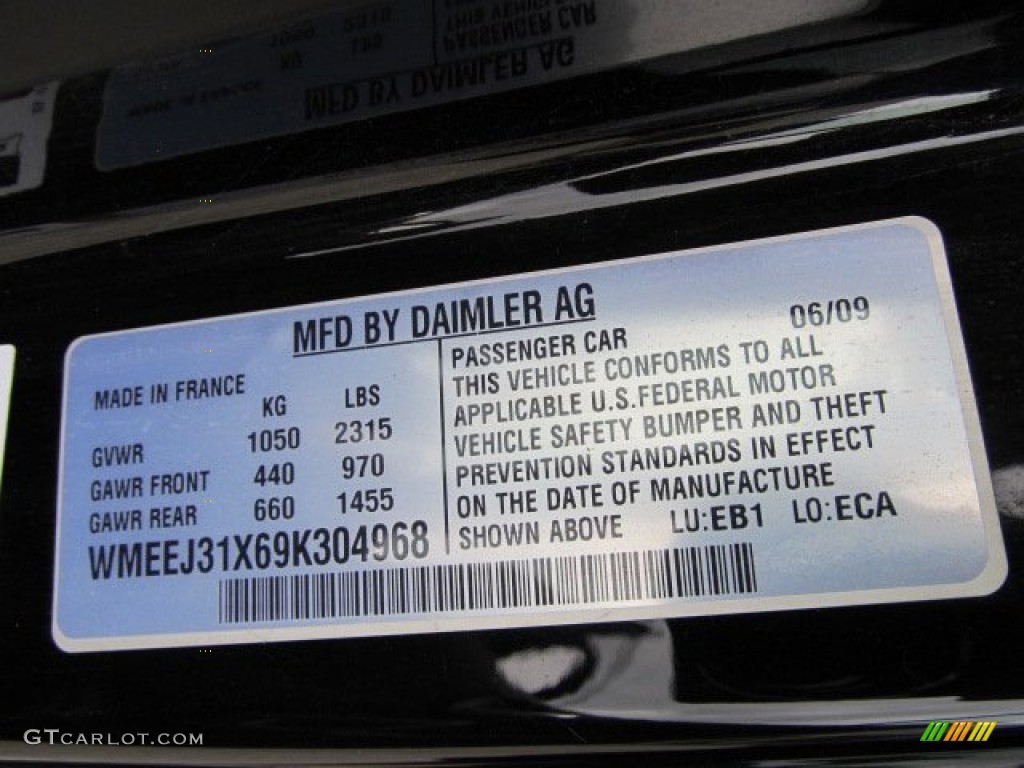 MFD BY DAIMLER AG
PASSENGER CAR
MFD BY DAIMLER AG
06/09
MADE IN FRANCE
KG LBS
GVWR 1050 2315
GAWR FRONT 440 970
GAWR REAR 660 1455
WMEEJ31X69K304968
PASSENGER CAR
THIS VEHICLE CONFORMS TO ALL
APPLICABLE U.S.FEDERAL MOTOR
VEHICLE SAFETY BUMPER AND THEFT
PREVENTION STANDARDS IN EFFECT
ON THE DATE OF MANUFACTURE
SHOWN ABOVE LU:EB1 LO:ECA
GTCARLOT.COM